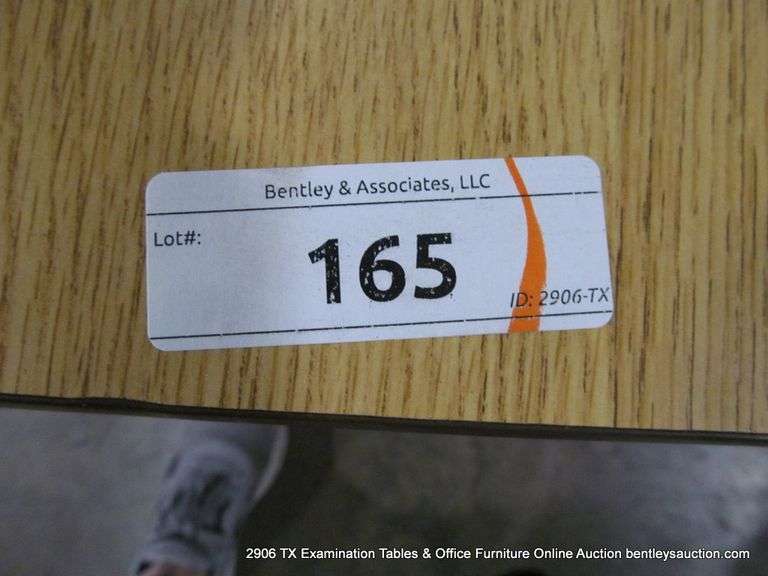 Bentley & Associates, LLC
Lot#:
165
ID: 2906-TX
2906 TX Examination Tables & Office Furniture Online Auction bentleysauction.com